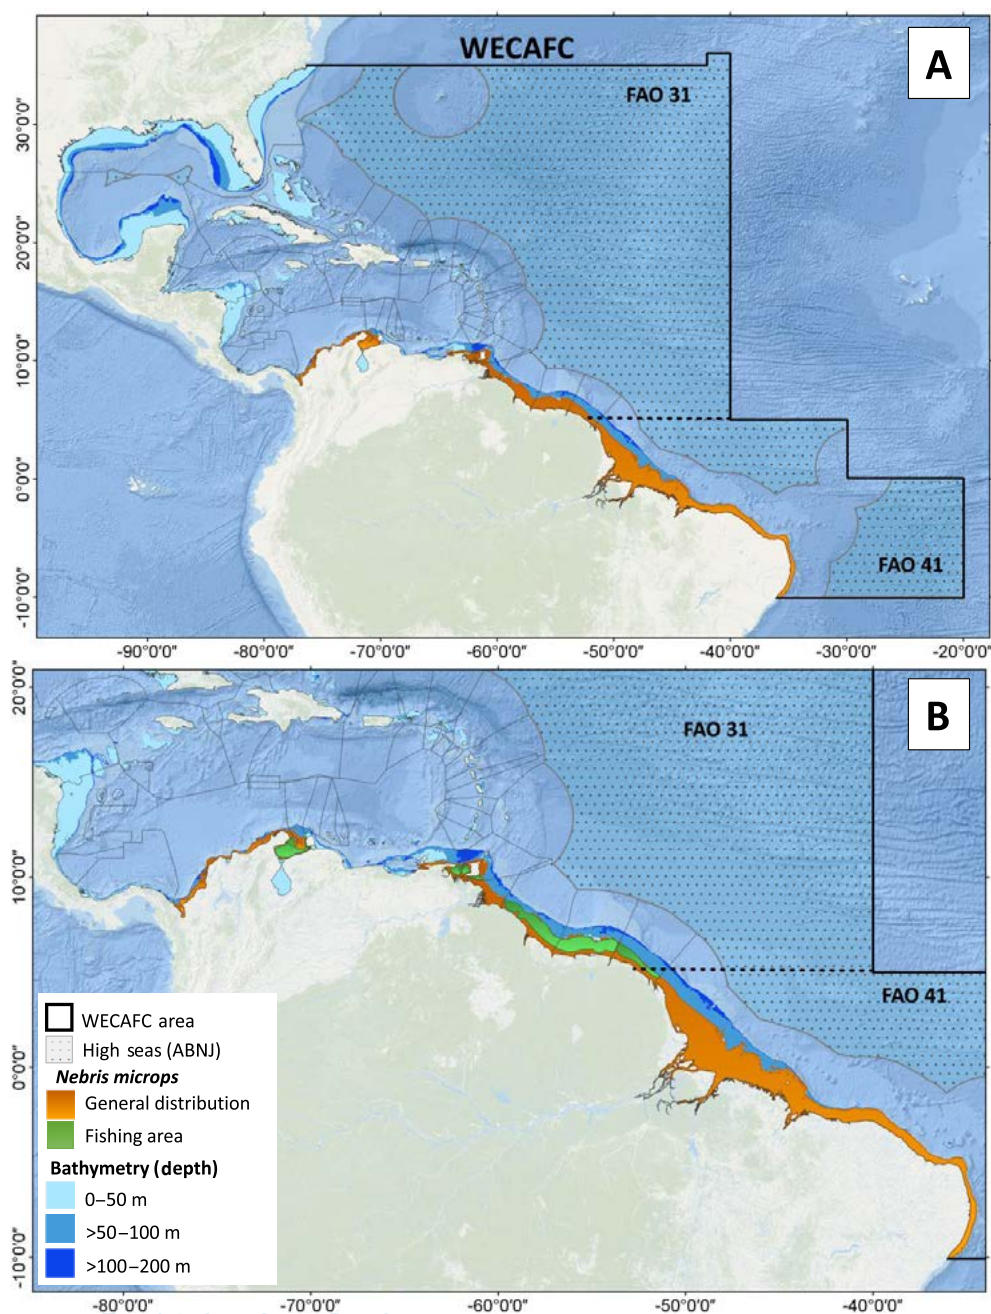 WECAFC
A
FAO 31
30°0'0"
20°0'0"
10°0'0"
0°0'0"
-10°0'0"
FAO 41
-90°0'0"
-80°0'0"
-70°0'0"
-60°0'0"
-50°0'0"
-40°0'0"
-30°0'0"
-20°0'0"
B
FAO 31
20°0'0"
10°0'0"
0°0'0"
-10°0'0"
FAO 41
WECAFC area
High seas (ABNJ)
Nebris microps
General distribution
Fishing area
Bathymetry (depth)
0–50 m
>50–100 m
>100–200 m
-80°0'0"
-70°0'0"
-60°0'0"
-50°0'0"
-40°0'0"